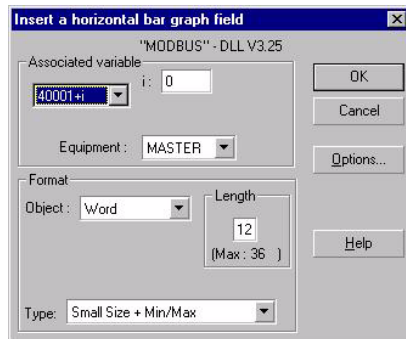 Insert a horizontal bar graph field
"MODBUS" - DLL V3.25
Associated variable
40001+i
i : 0
Equipment : MASTER
OK
Cancel
Options...
Help
Format
Object : Word
Length
12
(Max : 36 )
Type: Small Size + Min/Max